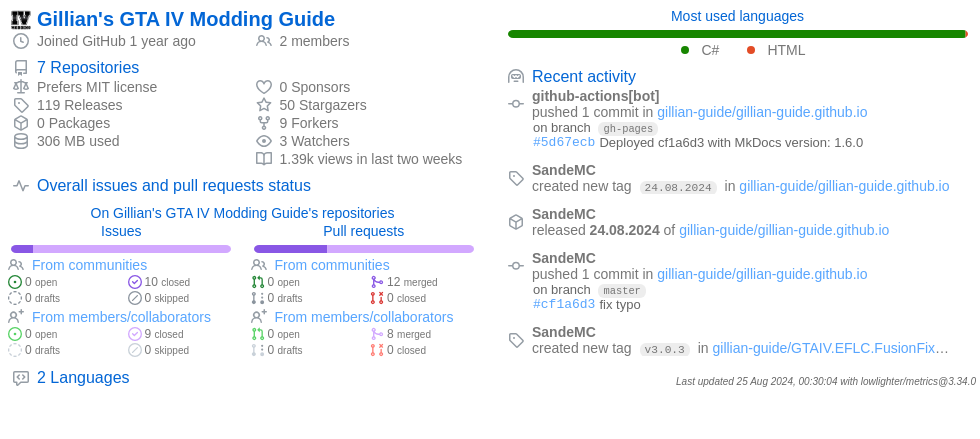 Gillian's GTA IV Modding Guide
Joined GitHub 1 year ago
2 members
7 Repositories
Prefers MIT license
119 Releases
0 Packages
306 MB used
0 Sponsors
50 Stargazers
9 Forkers
3 Watchers
1.39k views in last two weeks
Overall issues and pull requests status
On Gillian's GTA IV Modding Guide's repositories
Issues
From communities
0 open
10 closed
0 drafts
0 skipped
From members/collaborators
0 open
9 closed
0 drafts
0 skipped
Pull requests
From communities
0 open
12 merged
0 drafts
0 closed
From members/collaborators
0 open
8 merged
0 drafts
0 closed
2 Languages
Most used languages
C# HTML
Recent activity
github-actions[bot]
pushed 1 commit in gillian-guide/gillian-guide.github.io
on branch gh-pages
#5d67ecb Deployed cf1a6d3 with MkDocs version: 1.6.0
SandeMC
created new tag 24.08.2024 in gillian-guide/gillian-guide.github.io
SandeMC
released 24.08.2024 of gillian-guide/gillian-guide.github.io
SandeMC
pushed 1 commit in gillian-guide/gillian-guide.github.io
on branch master
#cf1a6d3 fix typo
SandeMC
created new tag v3.0.3 in gillian-guide/GTAIV.EFLC.FusionFix…
Last updated 25 Aug 2024, 00:30:04 with lowlighter/metrics@3.34.0